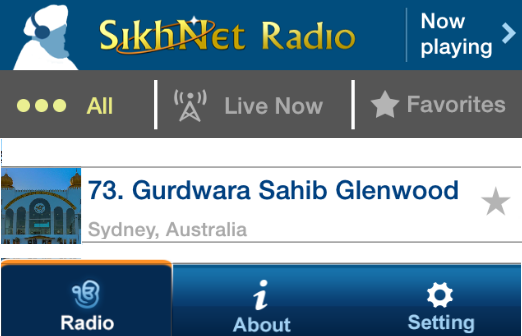 SikhNet Radio
Now
playing
All
Live Now
Favorites
73. Gurdwara Sahib Glenwood
Sydney, Australia
ੴ
Radio
About
Setting